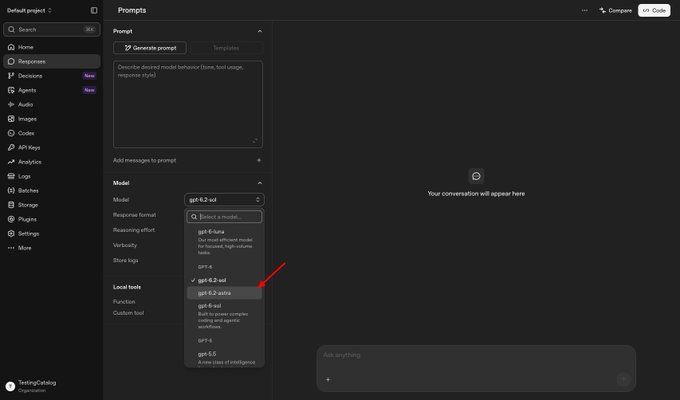 Default project
Search
⌘K
Home
Responses
Decisions
New
Agents
New
Audio
Images
Codex
API Keys
Analytics
Logs
Batches
Storage
Plugins
Settings
More
T
TestingCatalog
Organization
Prompts
Compare
Code
Prompt
Generate prompt
Templates
Describe desired model behavior (tone, tool usage,
response style)
Add messages to prompt
Model
Model
gpt-6.2-sol
Response format
Reasoning effort
Verbosity
Store logs
Select a model...
gpt-6-luna
Our most efficient model
for focused, high-volume
tasks.
GPT-6
gpt-6.2-sol
gpt-6.2-astra
gpt-6-sol
Built to power complex
coding and agentic
workflows.
GPT-5
gpt-5.5
A new class of intelligence
Local tools
Function
Custom tool
Your conversation will appear here
Ask anything